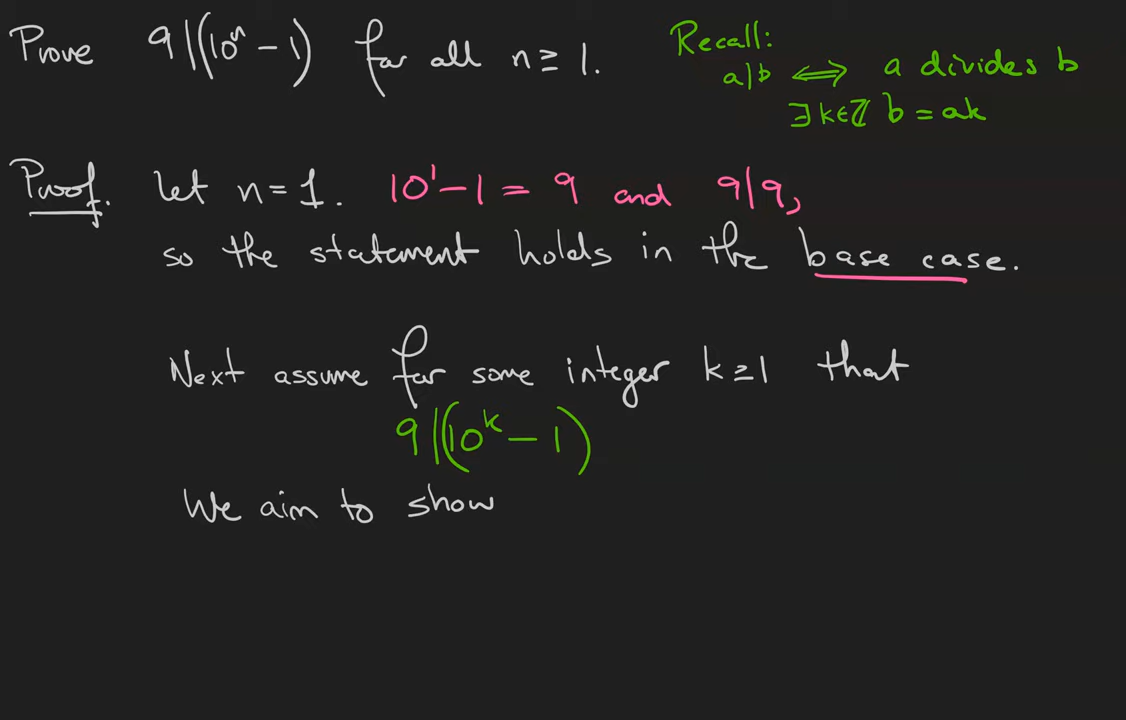 Prove 9|(10ⁿ − 1) for all n ≥ 1.
Recall:
a|b ⟺ a divides b
∃k∈ℤ b = ak
Proof. let n = 1. 10¹ − 1 = 9 and 9|9,
so the statement holds in the base case.
Next assume for some integer k ≥ 1 that
9|(10ᵏ − 1)
We aim to show